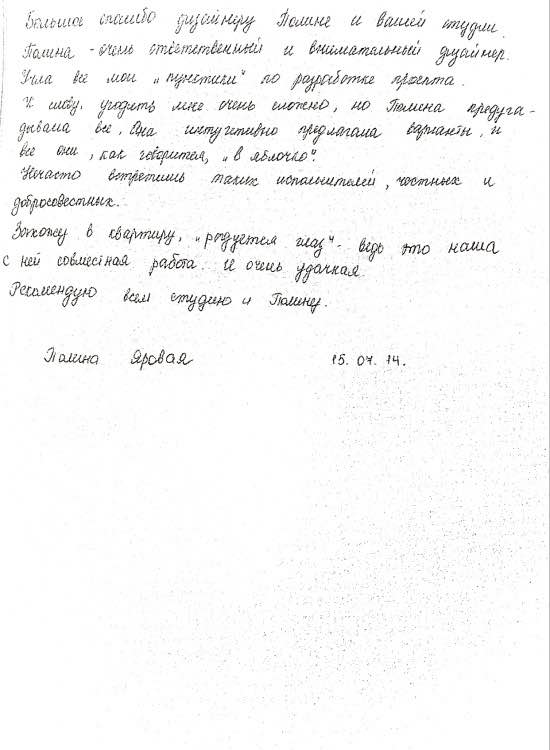 Большое спасибо дизайнеру Полине и вашей студии.
Полина - очень ответственный и внимательный дизайнер.
Учла все мои „пунктики" по разработке проекта.
К слову, угодить мне очень сложно, но Полина предуга-
дывала все. Она интуитивно предлагала варианты, и
все они, как говорится, „в яблочко".
Нечасто встретишь таких исполнителей, честных и
добросовестных.
Захожу в квартиру, „радуется глаз" - ведь это наша
с ней совместная работа. И очень удачная.
Рекомендую всем студию и Полину.
Полина Яровая 15.07.14.